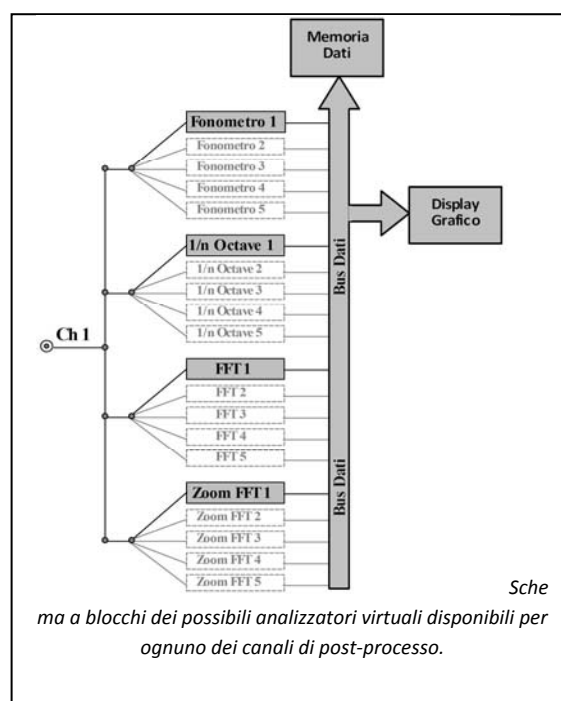 Memoria
Dati
Fonometro 1
Fonometro 2
Fonometro 3
Fonometro 4
Fonometro 5
Display
Grafico
1/n Octave 1
1/n Octave 2
1/n Octave 3
1/n Octave 4
1/n Octave 5
Bus Dati
Ch 1
FFT 1
FFT 2
FFT 3
FFT 4
FFT 5
Zoom FFT 1
Zoom FFT 2
Zoom FFT 3
Zoom FFT 4
Zoom FFT 5
Bus Dati
Sche
ma a blocchi dei possibili analizzatori virtuali disponibili per
ognuno dei canali di post-processo.